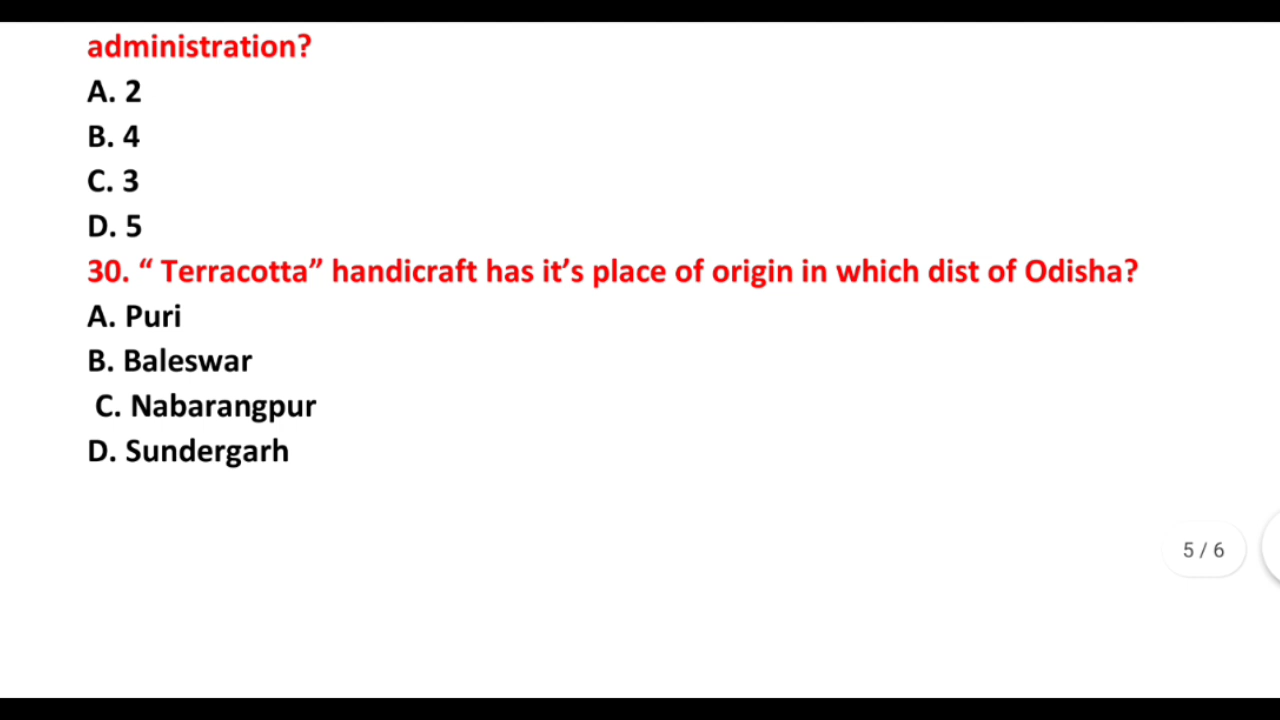 administration?
A. 2
B. 4
C. 3
D. 5
30. “ Terracotta” handicraft has it’s place of origin in which dist of Odisha?
A. Puri
B. Baleswar
C. Nabarangpur
D. Sundergarh
5 / 6